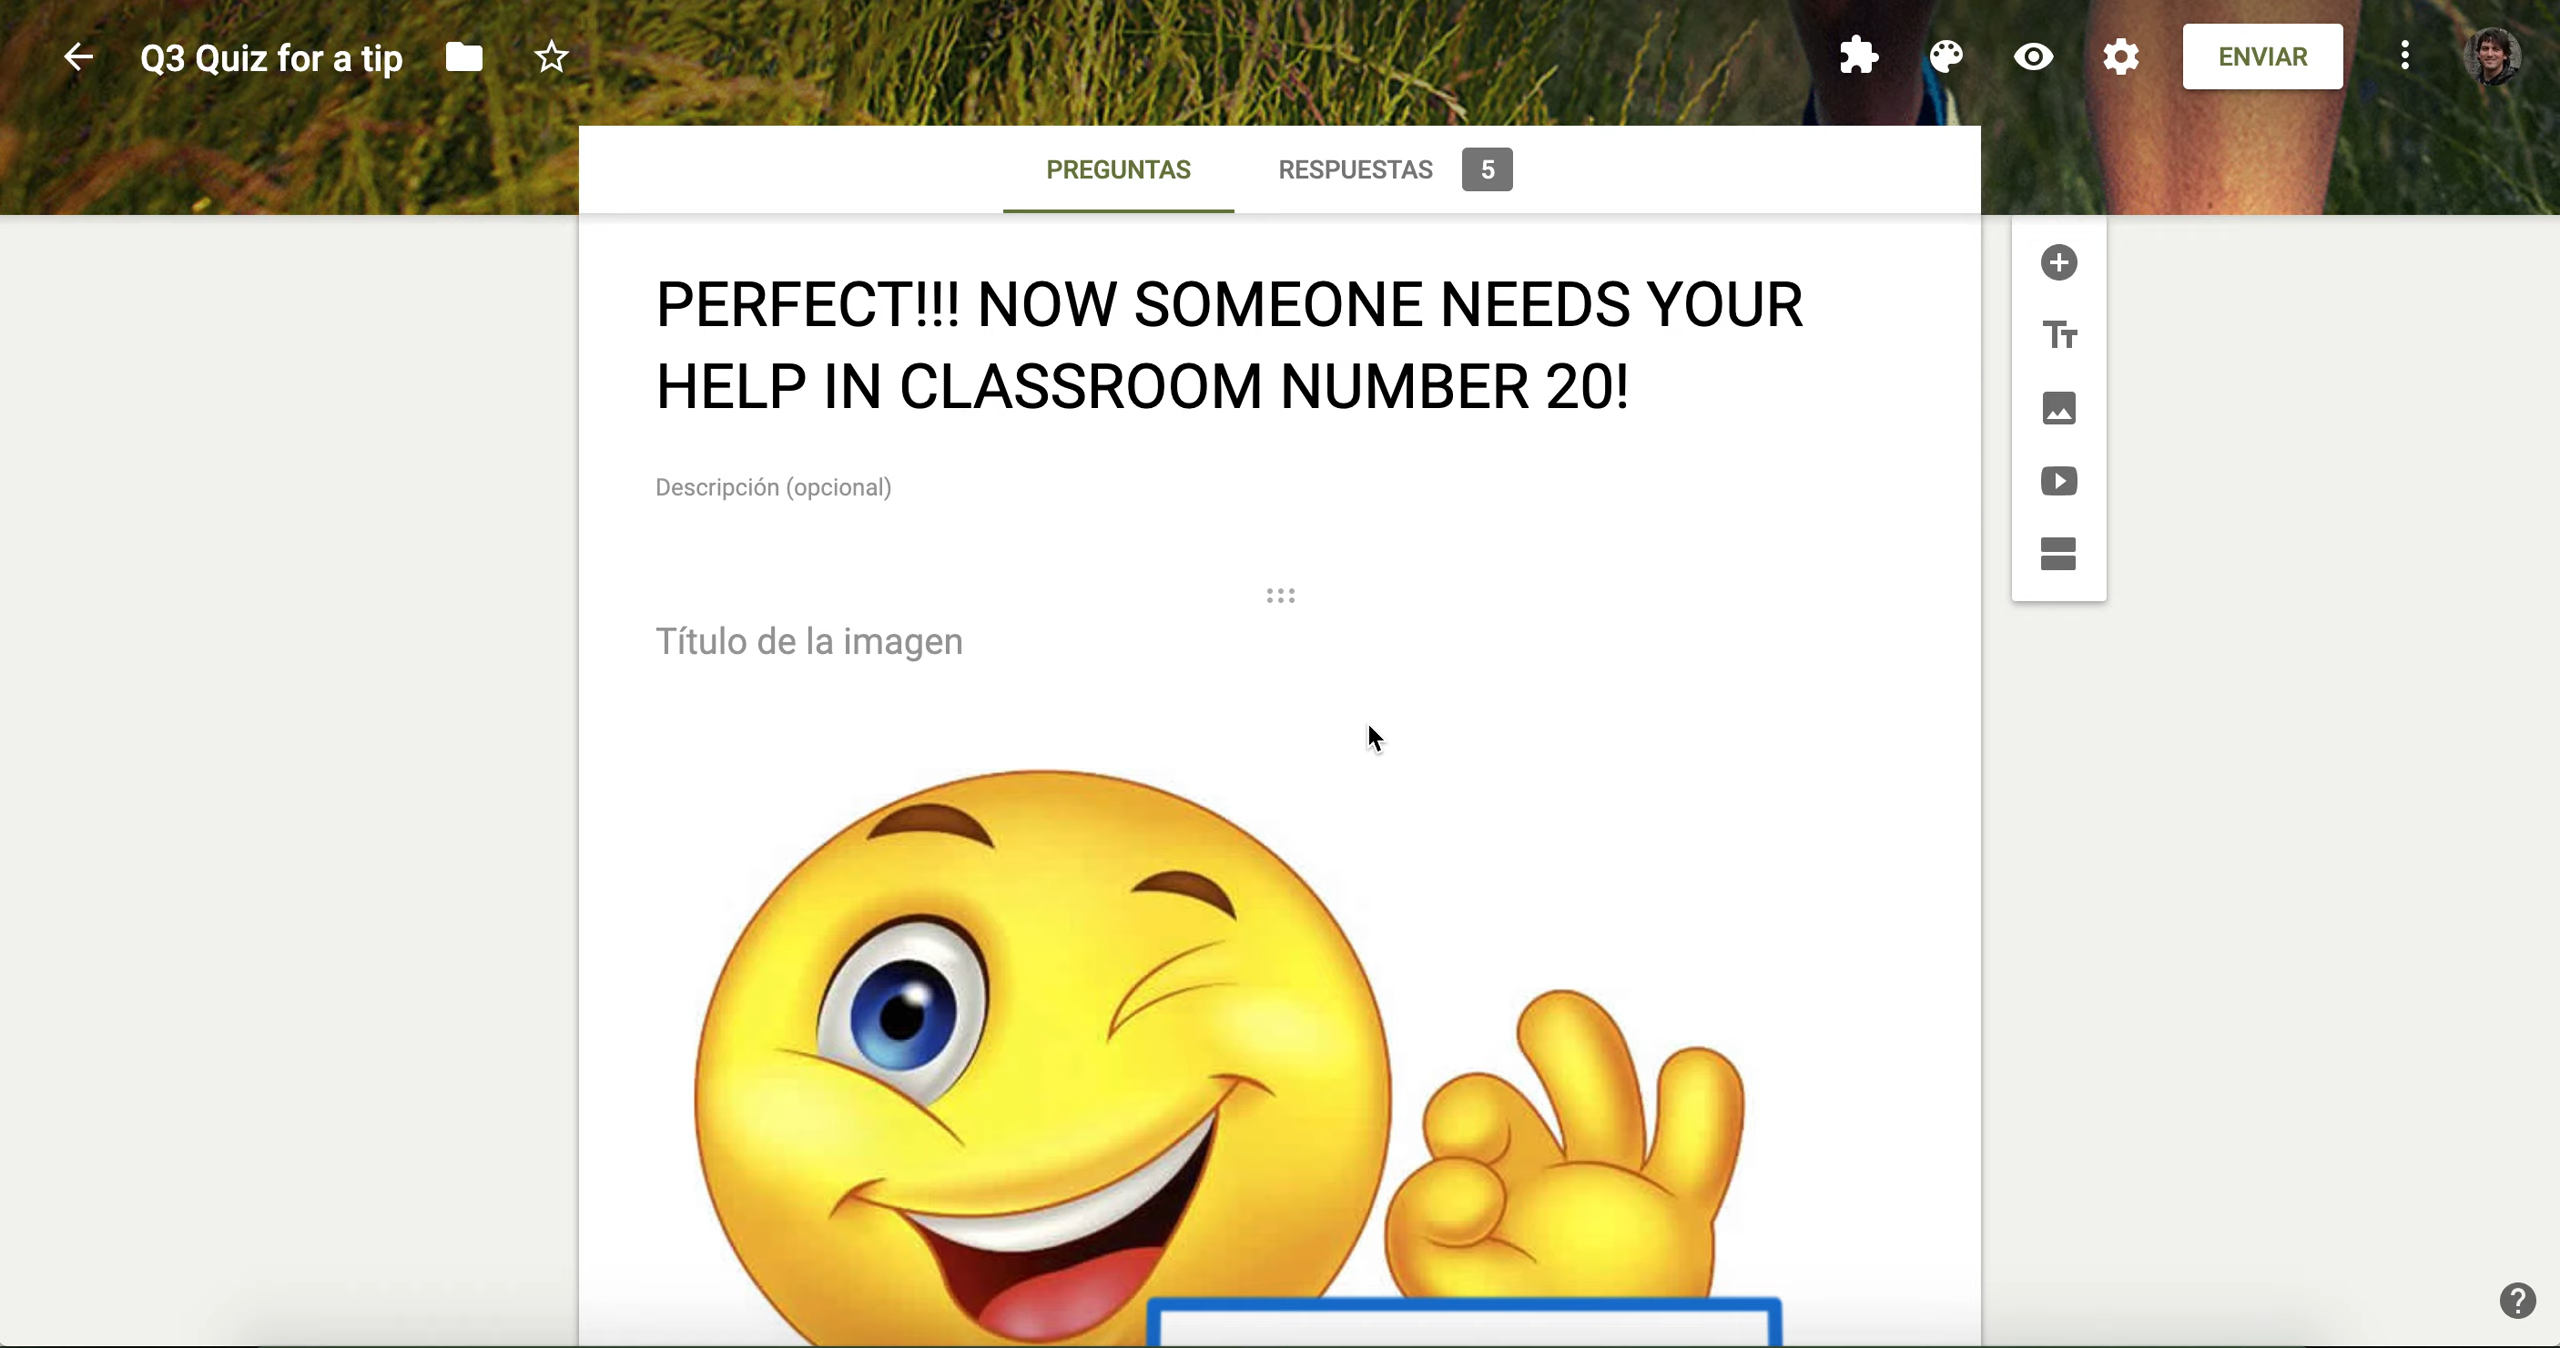 Q3 Quiz for a tip
ENVIAR
PREGUNTAS
RESPUESTAS 5
PERFECT!!! NOW SOMEONE NEEDS YOUR
HELP IN CLASSROOM NUMBER 20!
Descripción (opcional)
Título de la imagen